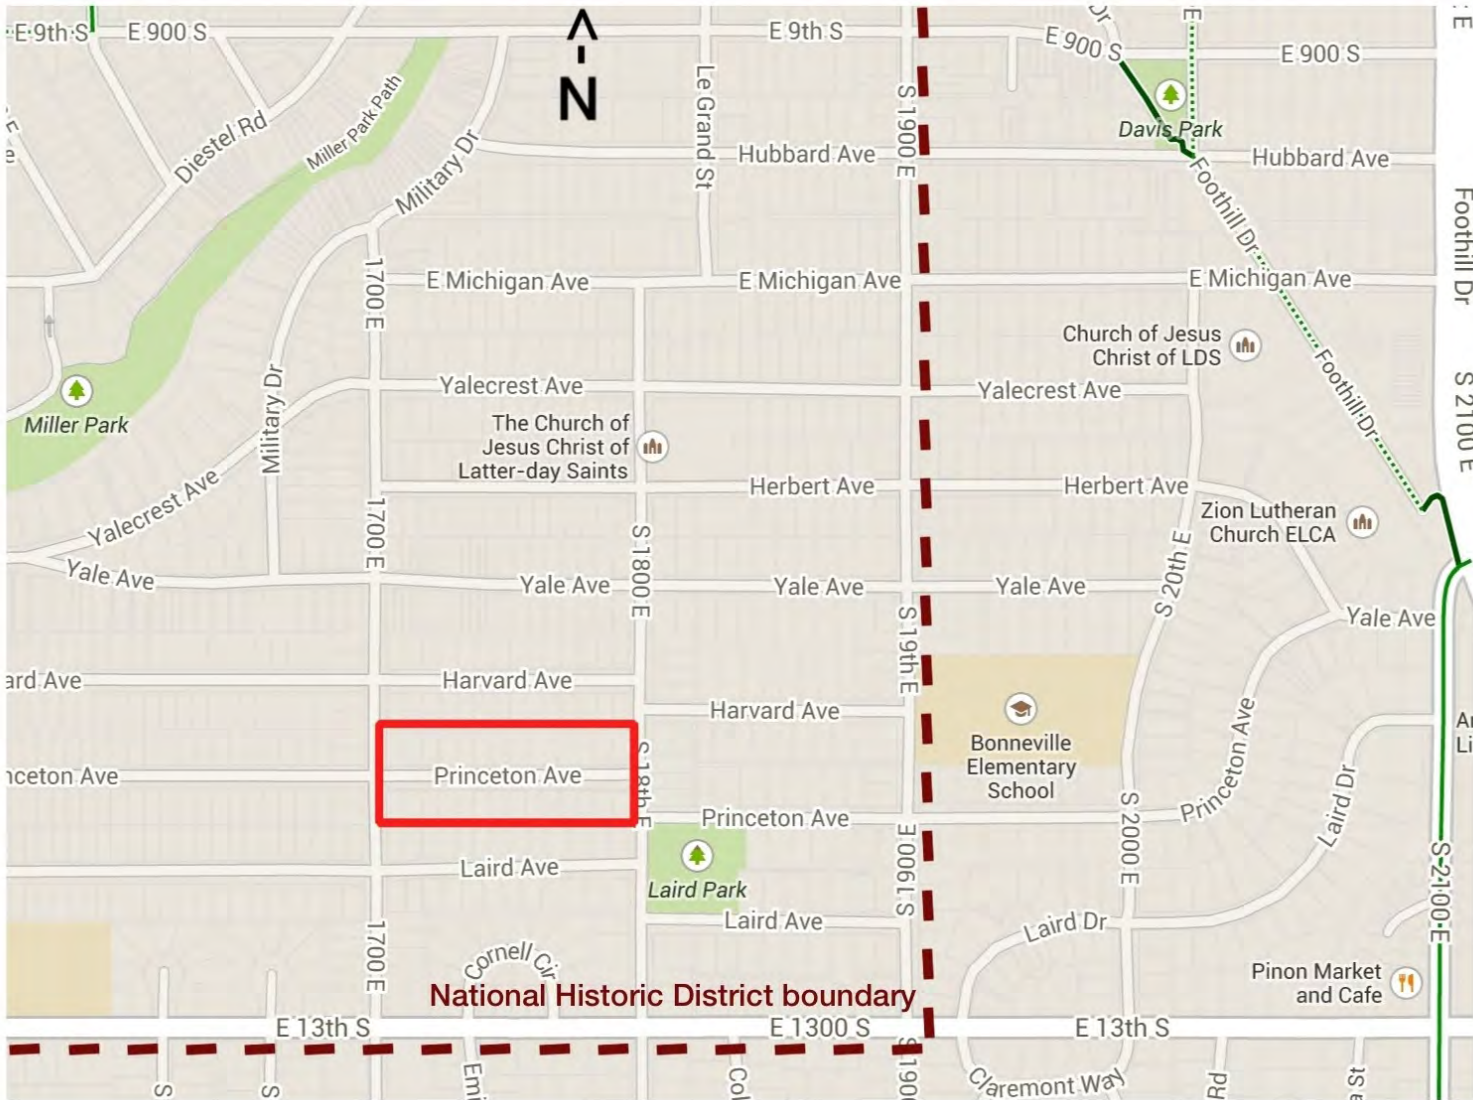 E 9th S
E 900 S
E 9th S
E 900 S
E 900 S
N
Miller Park Path
Diestel Rd
Military Dr
Le Grand St
S 1900 E
Hubbard Ave
Davis Park
Hubbard Ave
Foothill Dr
Foothill Dr
1700 E
E Michigan Ave
E Michigan Ave
E Michigan Ave
Church of Jesus
Christ of LDS
Foothill Dr
S 2100 E
Miller Park
Military Dr
Yalecrest Ave
Yalecrest Ave
The Church of
Jesus Christ of
Latter-day Saints
Yalecrest Ave
Herbert Ave
Herbert Ave
Zion Lutheran
Church ELCA
1700 E
S 1800 E
S 20th E
Yale Ave
Yale Ave
Yale Ave
Yale Ave
Yale Ave
S 19th E
ard Ave
Harvard Ave
Harvard Ave
Bonneville
Elementary
School
Princeton Ave
nceton Ave
Princeton Ave
S 18th E
Princeton Ave
S 1900 E
S 2000 E
Laird Dr
Laird Ave
Laird Park
Laird Ave
Laird Dr
S 2100 E
1700 E
Cornell Cir
Pinon Market
and Cafe
National Historic District boundary
E 13th S
E 1300 S
E 13th S
S
S
Emi
Col
S 190
Claremont Way
Rd